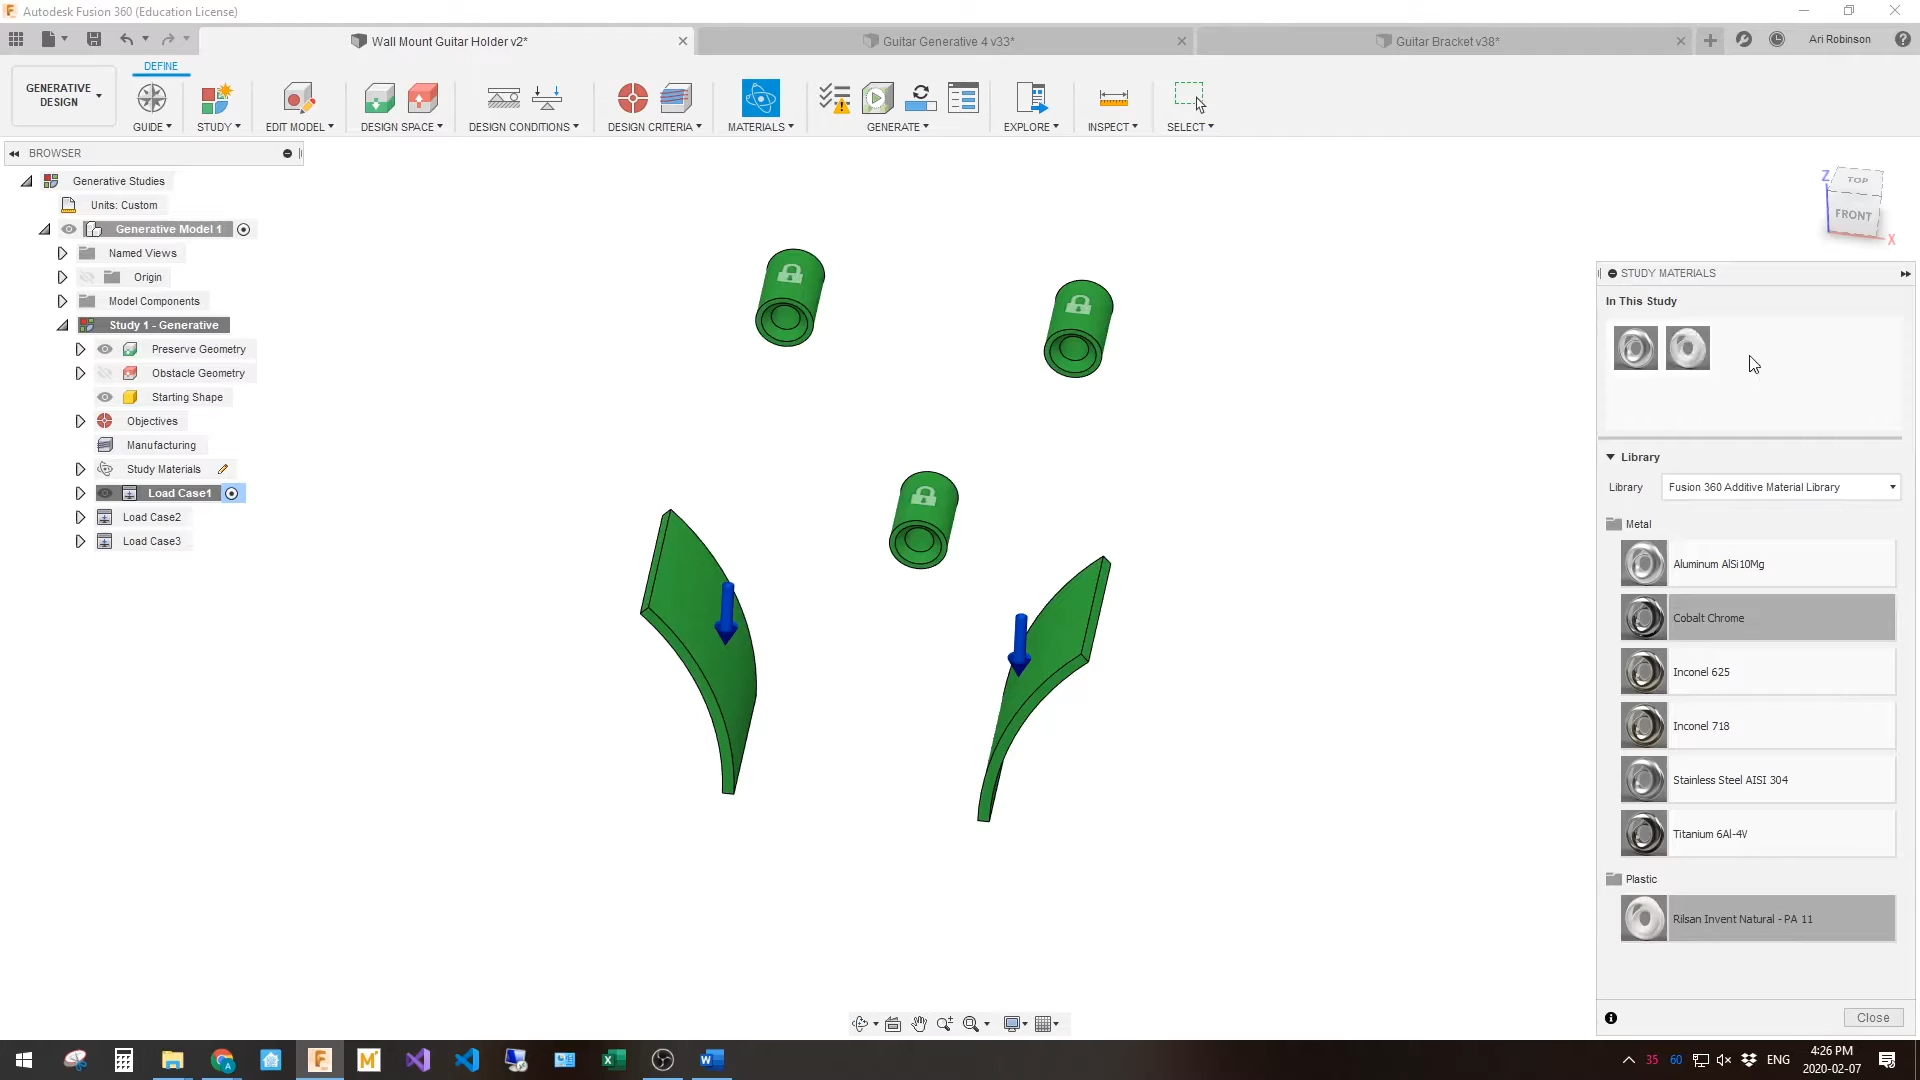 Autodesk Fusion 360 (Education License)
Wall Mount Guitar Holder v2*
Guitar Generative 4 v33*
Guitar Bracket v38*
Ari Robinson
GENERATIVE DESIGN
DEFINE
GUIDE
STUDY
EDIT MODEL
DESIGN SPACE
DESIGN CONDITIONS
DESIGN CRITERIA
MATERIALS
GENERATE
EXPLORE
INSPECT
SELECT
BROWSER
Generative Studies
Units: Custom
Generative Model 1
Named Views
Origin
Model Components
Study 1 - Generative
Preserve Geometry
Obstacle Geometry
Starting Shape
Objectives
Manufacturing
Study Materials
Load Case1
Load Case2
Load Case3
Z
TOP
FRONT
X
STUDY MATERIALS
In This Study
Library
Library Fusion 360 Additive Material Library
Metal
Aluminum AlSi10Mg
Cobalt Chrome
Inconel 625
Inconel 718
Stainless Steel AISI 304
Titanium 6Al-4V
Plastic
Rilsan Invent Natural - PA 11
Close
35 60 ENG
4:26 PM
2020-02-07